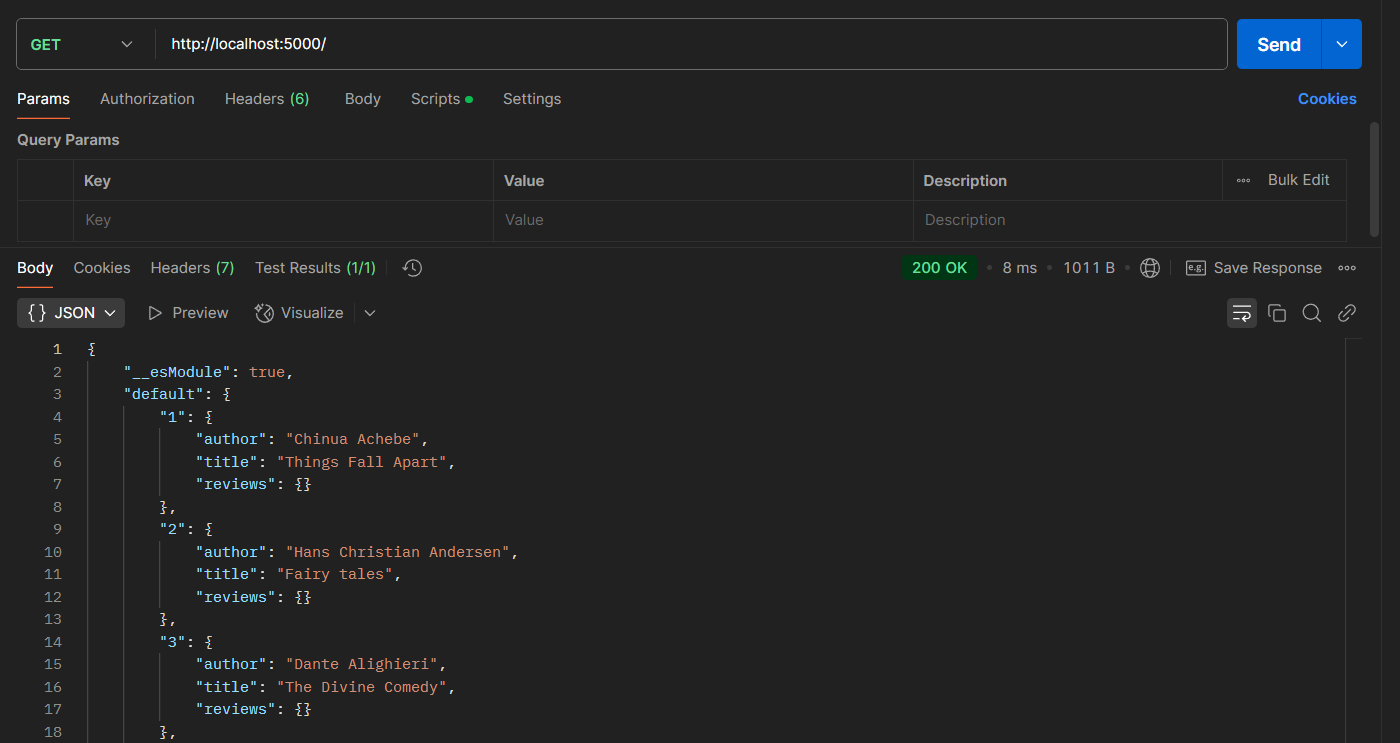 GET http://localhost:5000/ Send
Params Authorization Headers (6) Body Scripts Settings Cookies
Query Params
Key Value Description Bulk Edit
Key Value Description
Body Cookies Headers (7) Test Results (1/1) 200 OK 8 ms 1011 B e.g. Save Response
{} JSON Preview Visualize
1 {
2 "__esModule": true,
3 "default": {
4 "1": {
5 "author": "Chinua Achebe",
6 "title": "Things Fall Apart",
7 "reviews": {}
8 },
9 "2": {
10 "author": "Hans Christian Andersen",
11 "title": "Fairy tales",
12 "reviews": {}
13 },
14 "3": {
15 "author": "Dante Alighieri",
16 "title": "The Divine Comedy",
17 "reviews": {}
18 },